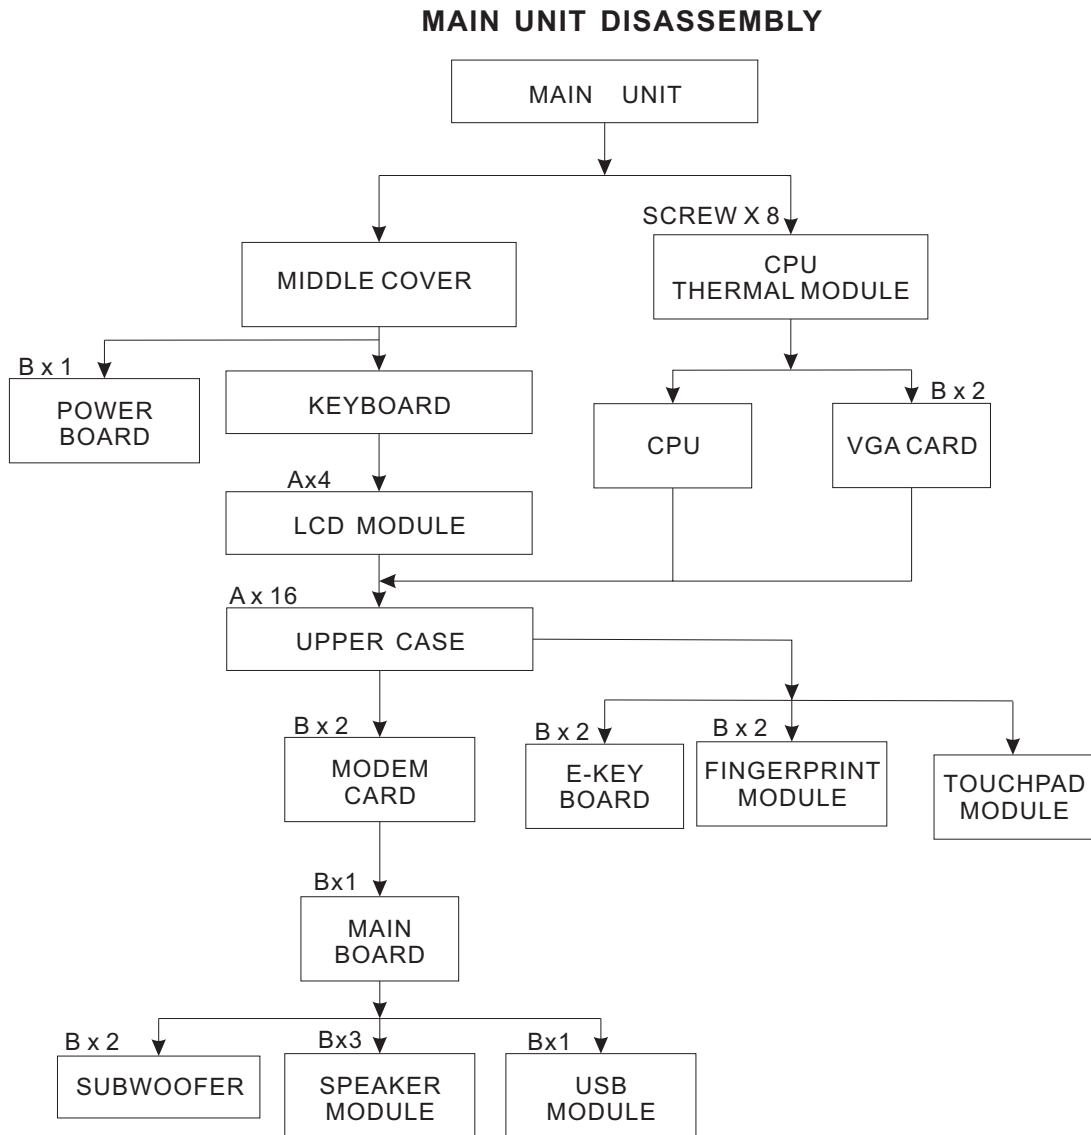 MAIN UNIT DISASSEMBLY
MAIN UNIT
SCREW X 8
MIDDLE COVER
CPU
THERMAL MODULE
B x 1
POWER
BOARD
KEYBOARD
CPU
B x 2
VGA CARD
Ax4
LCD MODULE
A x 16
UPPER CASE
B x 2
MODEM
CARD
B x 2
E-KEY
BOARD
B x 2
FINGERPRINT
MODULE
TOUCHPAD
MODULE
Bx1
MAIN
BOARD
B x 2
SUBWOOFER
Bx3
SPEAKER
MODULE
Bx1
USB
MODULE